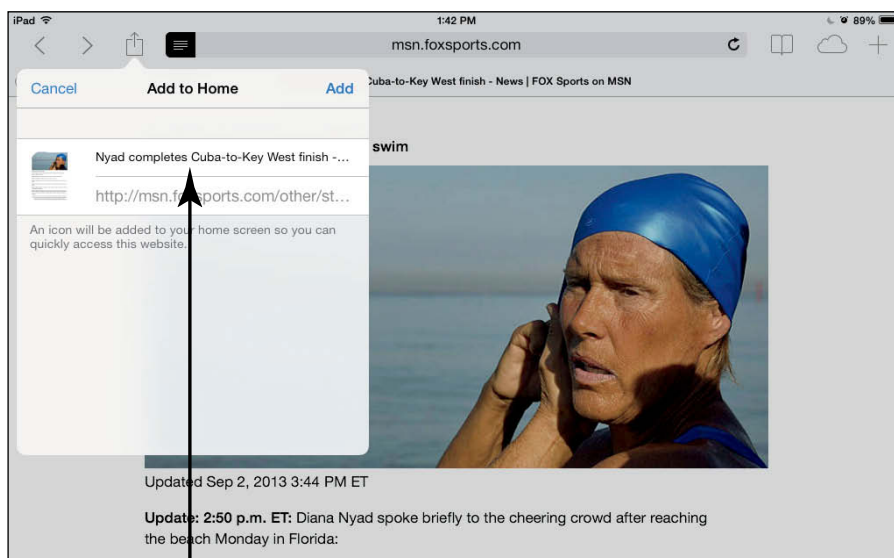 iPad 1:42 PM 89%
msn.foxsports.com
Cuba-to-Key West finish - News | FOX Sports on MSN
Cancel Add to Home Add
swim
Nyad completes Cuba-to-Key West finish -...
http://msn.foxsports.com/other/st...
An icon will be added to your home screen so you can
quickly access this website.
Updated Sep 2, 2013 3:44 PM ET
Update: 2:50 p.m. ET: Diana Nyad spoke briefly to the cheering crowd after reaching
the beach Monday in Florida: